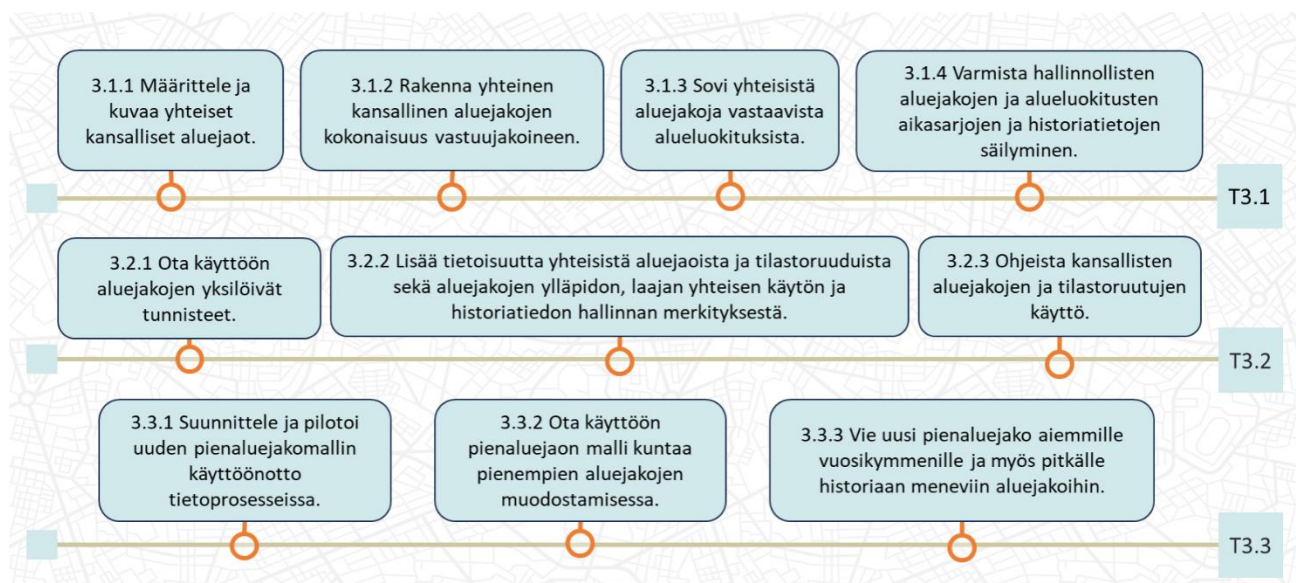 3.1.1 Määrittele ja
kuvaa yhteiset
kansalliset aluejaot.
3.1.2 Rakenna yhteinen
kansallinen aluejakojen
kokonaisuus vastuujakoineen.
3.1.3 Sovi yhteisistä
aluejakoja vastaavista
alueluokituksista.
3.1.4 Varmista hallinnollisten
aluejakojen ja alueluokitusten
aikasarjojen ja historiatietojen
säilyminen.
T3.1
3.2.1 Ota käyttöön
aluejakojen yksilöivät
tunnisteet.
3.2.2 Lisää tietoisuutta yhteisistä aluejaoista ja tilastoruuduista
sekä aluejakojen ylläpidon, laajan yhteisen käytön ja
historiatiedon hallinnan merkityksestä.
3.2.3 Ohjeista kansallisten
aluejakojen ja tilastoruutujen
käyttö.
T3.2
3.3.1 Suunnittele ja pilotoi
uuden pienaluejakomallin
käyttöönotto
tietoprosesseissa.
3.3.2 Ota käyttöön
pienaluejaon malli kuntaa
pienempien aluejakojen
muodostamisessa.
3.3.3 Vie uusi pienaluejako aiemmille
vuosikymmenille ja myös pitkälle
historiaan meneviin aluejakoihin.
T3.3